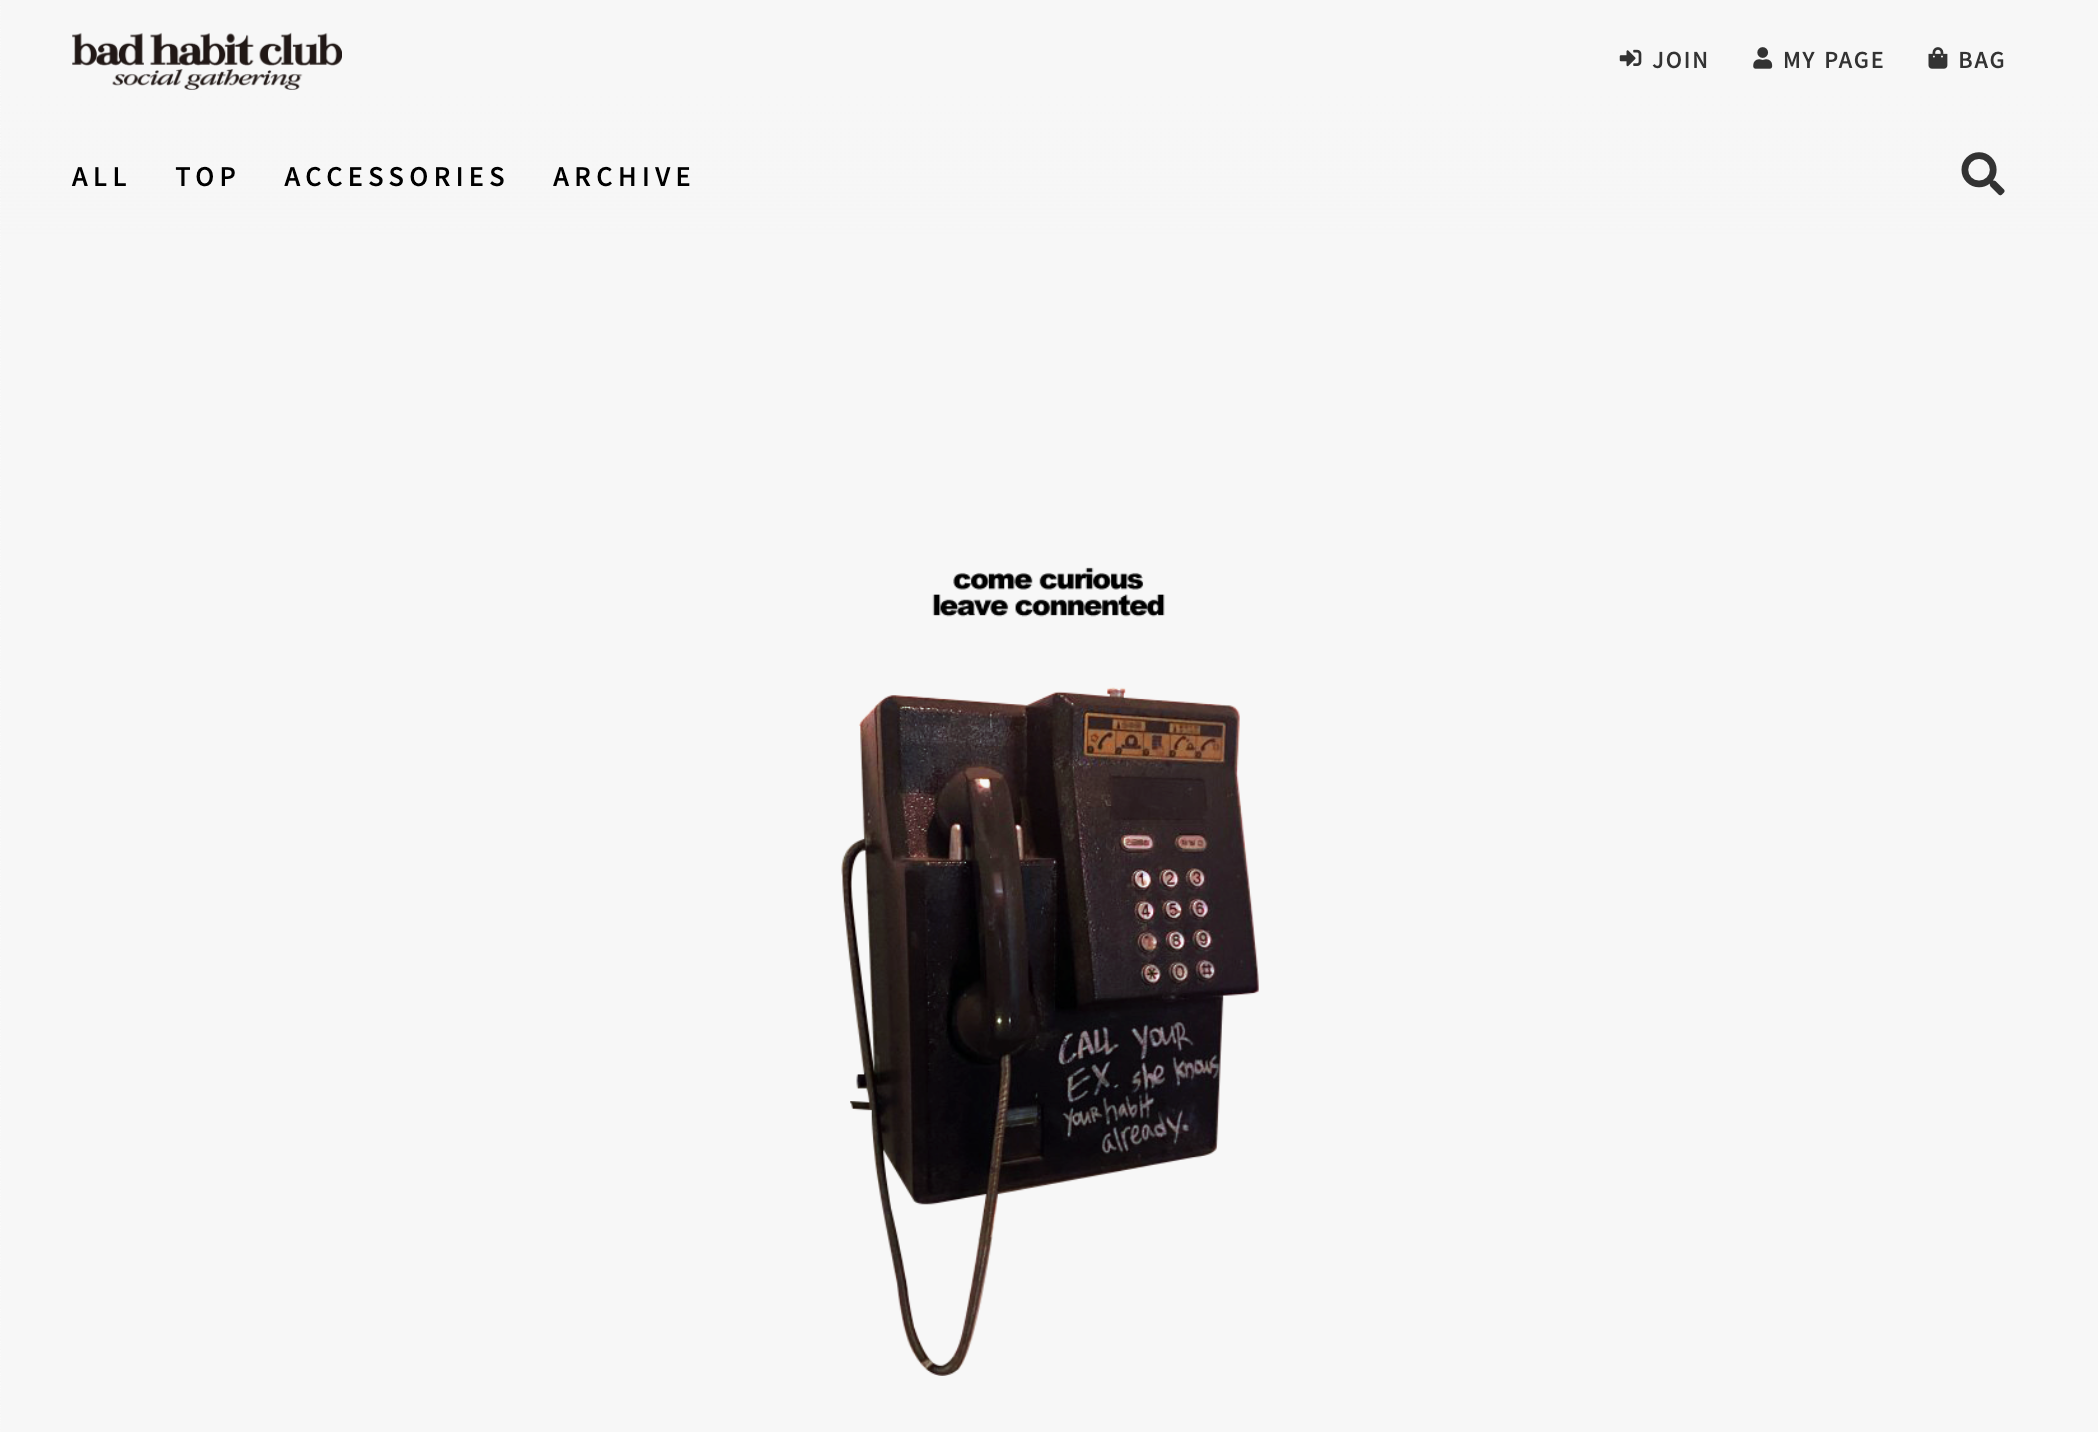 bad habit club
social gathering
JOIN MY PAGE BAG
ALL TOP ACCESSORIES ARCHIVE
come curious
leave connented
1 2 3
4 5 6
8 9
* 0 #
CALL YOUR
EX. she knows
your habit
already.